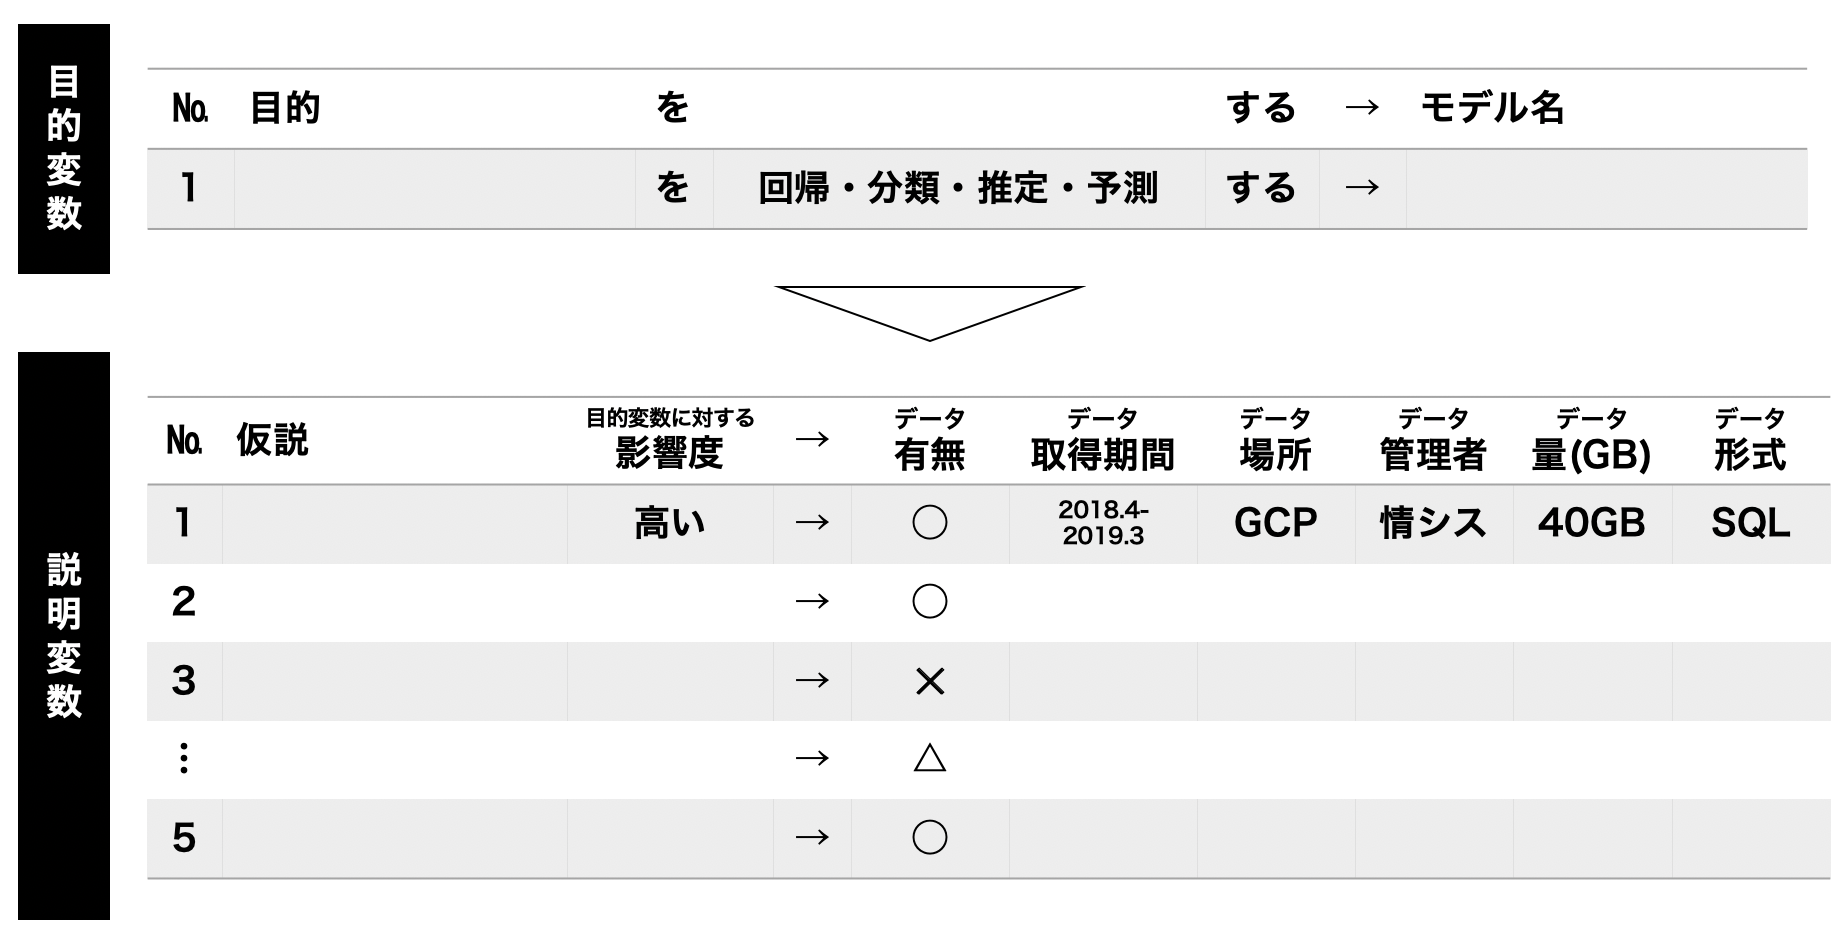 目的変数
No. 目的 を する → モデル名
1 を 回帰・分類・推定・予測 する →
説明変数
No. 仮説 目的変数に対する影響度 → データ有無 データ取得期間 データ場所 データ管理者 データ量(GB) データ形式
1 高い → ○ 2018.4-2019.3 GCP 情シス 40GB SQL
2 → ○
3 → ×
⋮ → △
5 → ○